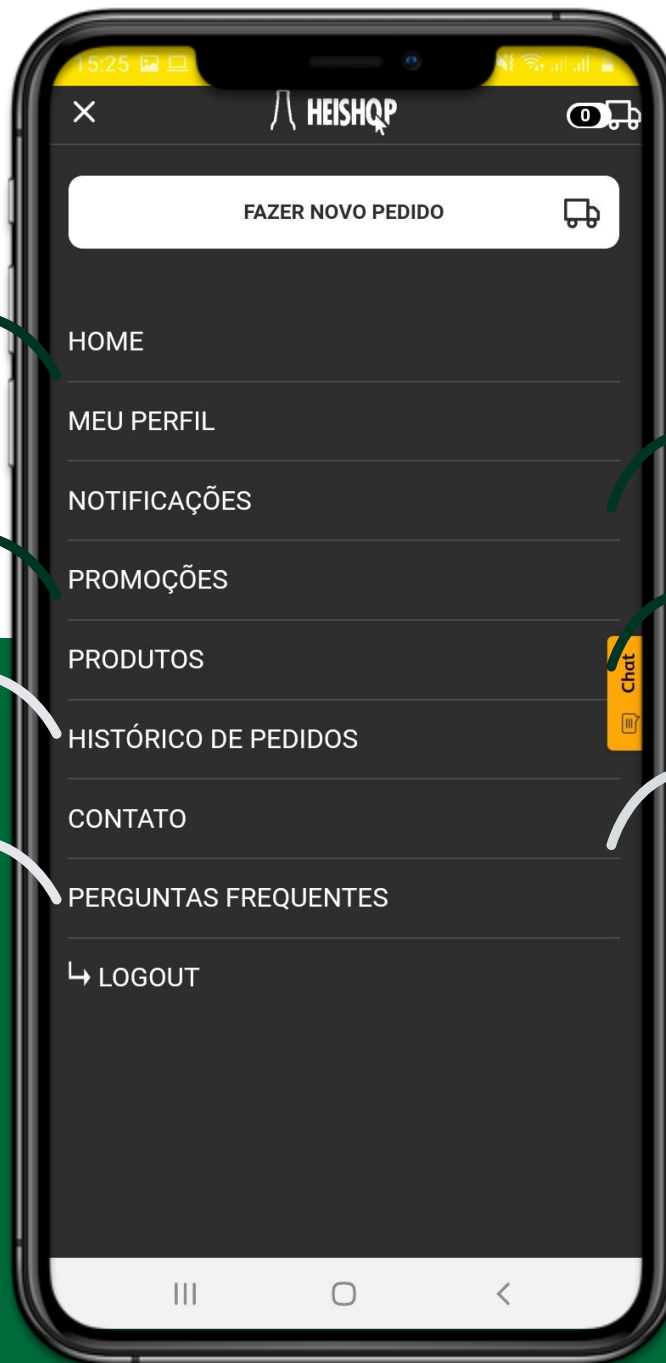 15:25
HEISHOP
0
FAZER NOVO PEDIDO
HOME
MEU PERFIL
NOTIFICAÇÕES
PROMOÇÕES
PRODUTOS
Chat
HISTÓRICO DE PEDIDOS
CONTATO
PERGUNTAS FREQUENTES
LOGOUT